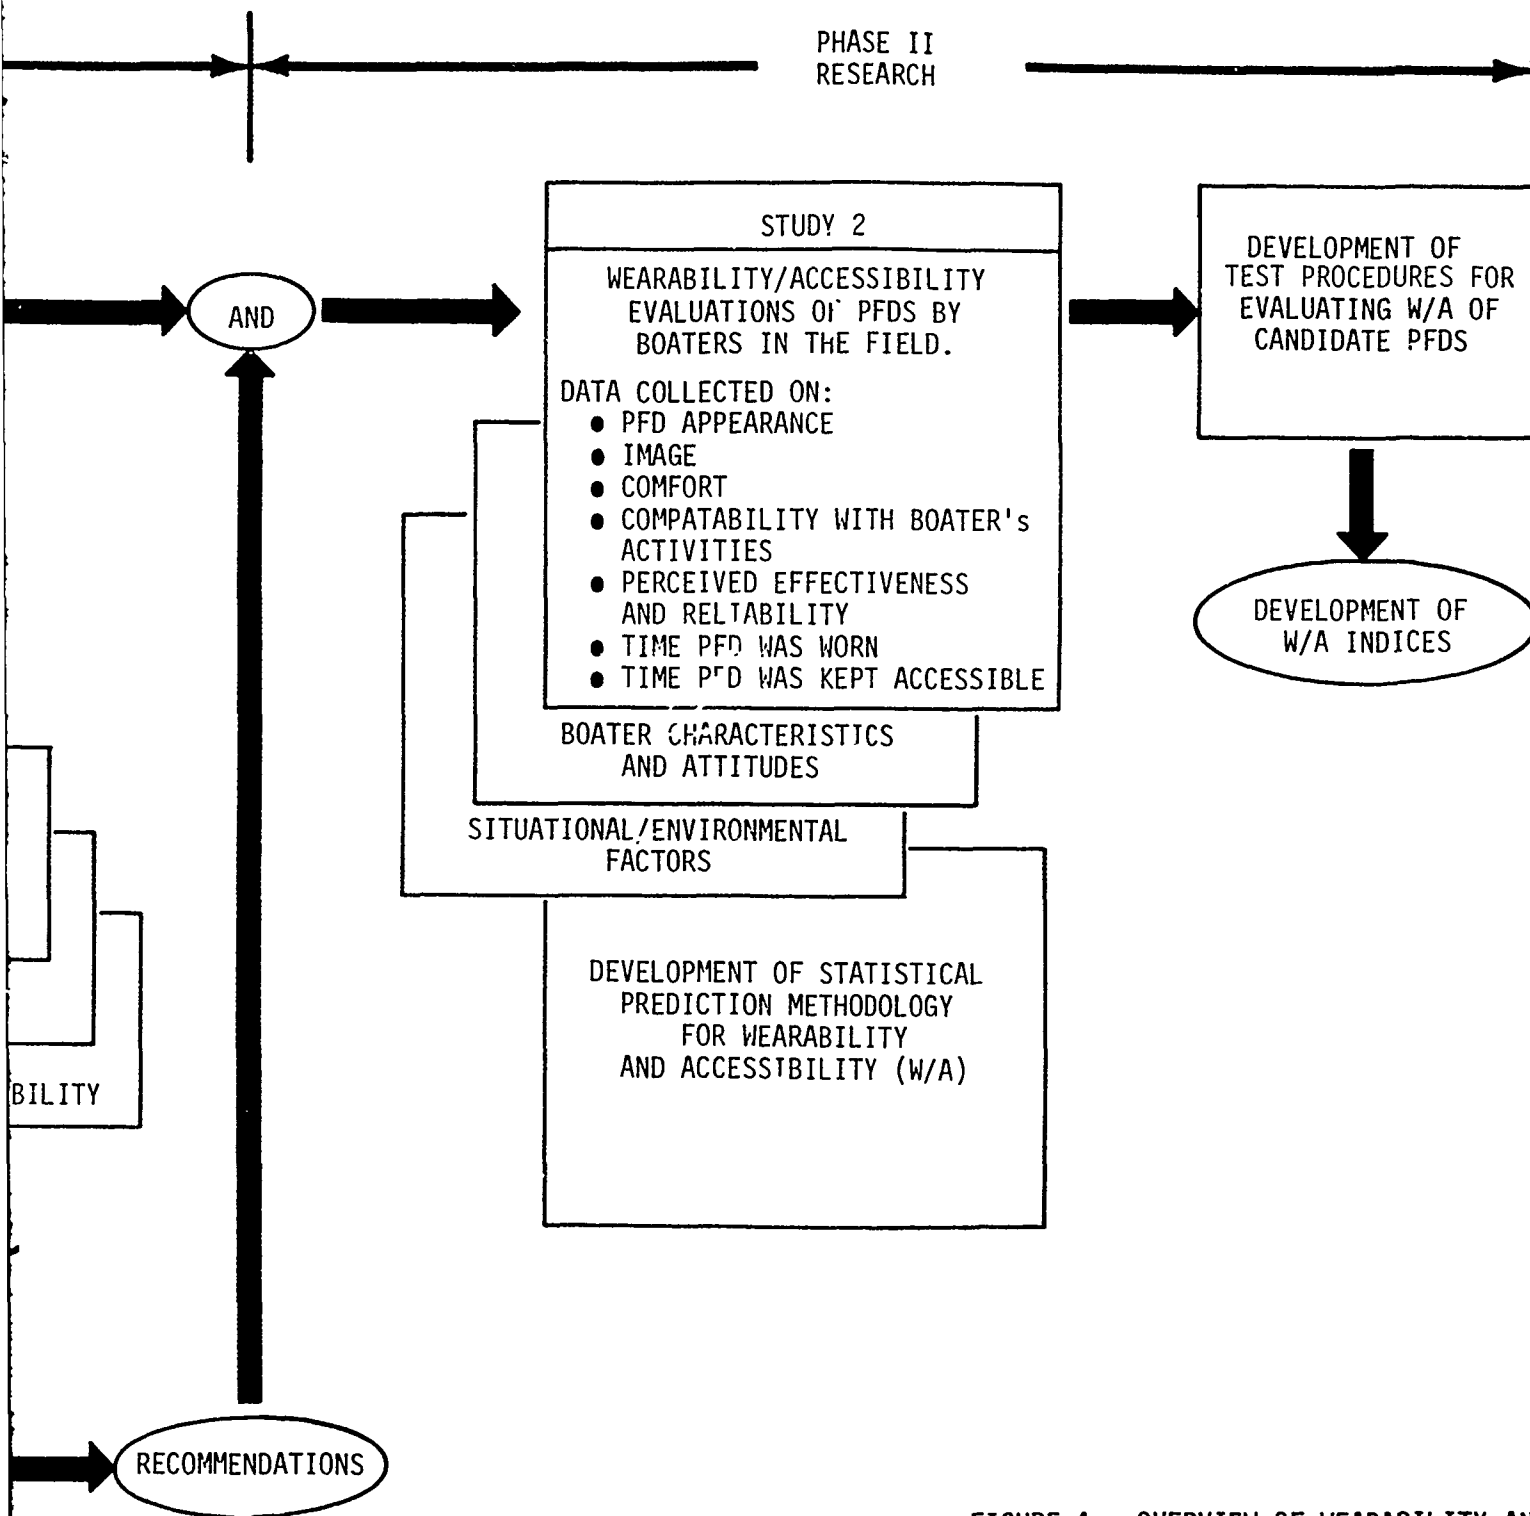 PHASE II
RESEARCH
STUDY 2
WEARABILITY/ACCESSIBILITY
EVALUATIONS OF PFDS BY
BOATERS IN THE FIELD.
DATA COLLECTED ON:
● PFD APPEARANCE
● IMAGE
● COMFORT
● COMPATABILITY WITH BOATER's
ACTIVITIES
● PERCEIVED EFFECTIVENESS
AND RELIABILITY
● TIME PFD WAS WORN
● TIME PFD WAS KEPT ACCESSIBLE
BOATER CHARACTERISTICS
AND ATTITUDES
SITUATIONAL/ENVIRONMENTAL
FACTORS
DEVELOPMENT OF STATISTICAL
PREDICTION METHODOLOGY
FOR WEARABILITY
AND ACCESSIBILITY (W/A)
AND
DEVELOPMENT OF
TEST PROCEDURES FOR
EVALUATING W/A OF
CANDIDATE PFDS
DEVELOPMENT OF
W/A INDICES
BILITY
RECOMMENDATIONS
OVERVIEW OF WEARABILITY